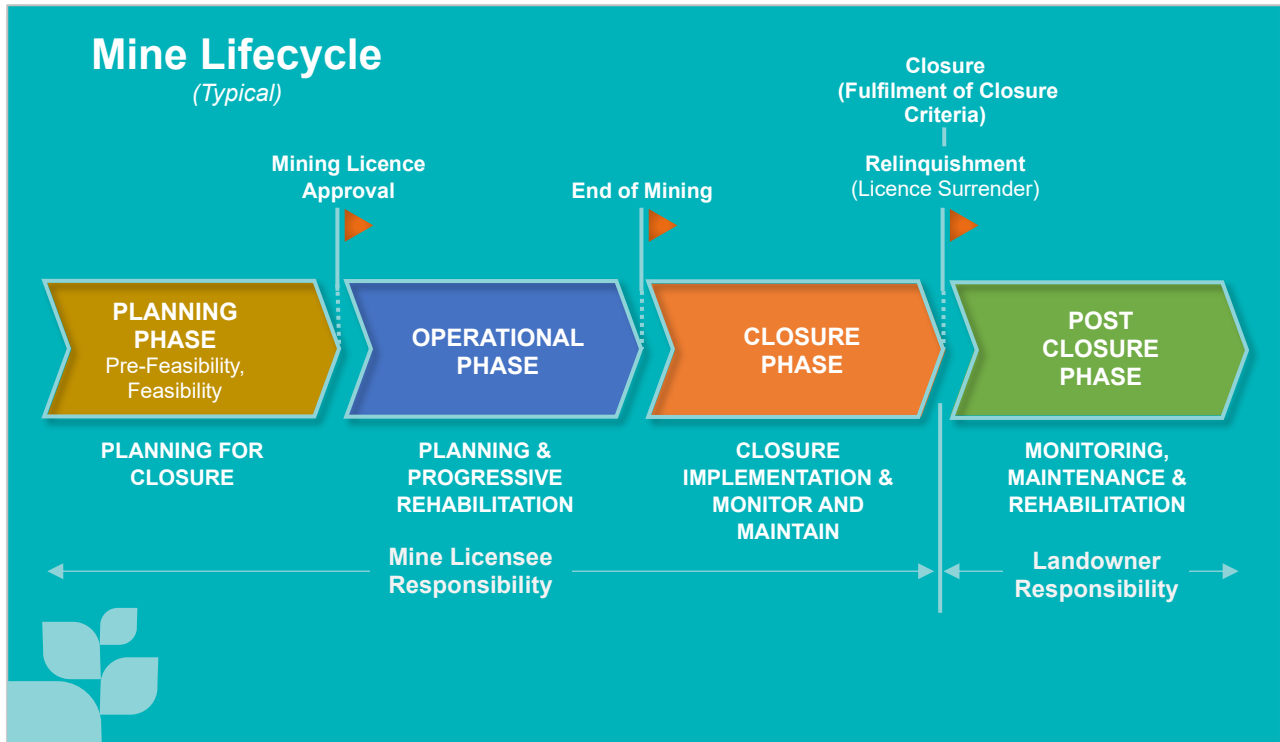 Mine Lifecycle
(Typical)
Closure
(Fulfilment of Closure
Criteria)
Mining Licence
Approval
End of Mining
Relinquishment
(Licence Surrender)
PLANNING
PHASE
Pre-Feasibility,
Feasibility
OPERATIONAL
PHASE
CLOSURE
PHASE
POST
CLOSURE
PHASE
PLANNING FOR
CLOSURE
PLANNING &
PROGRESSIVE
REHABILITATION
CLOSURE
IMPLEMENTATION &
MONITOR AND
MAINTAIN
MONITORING,
MAINTENANCE &
REHABILITATION
Mine Licensee
Responsibility
Landowner
Responsibility